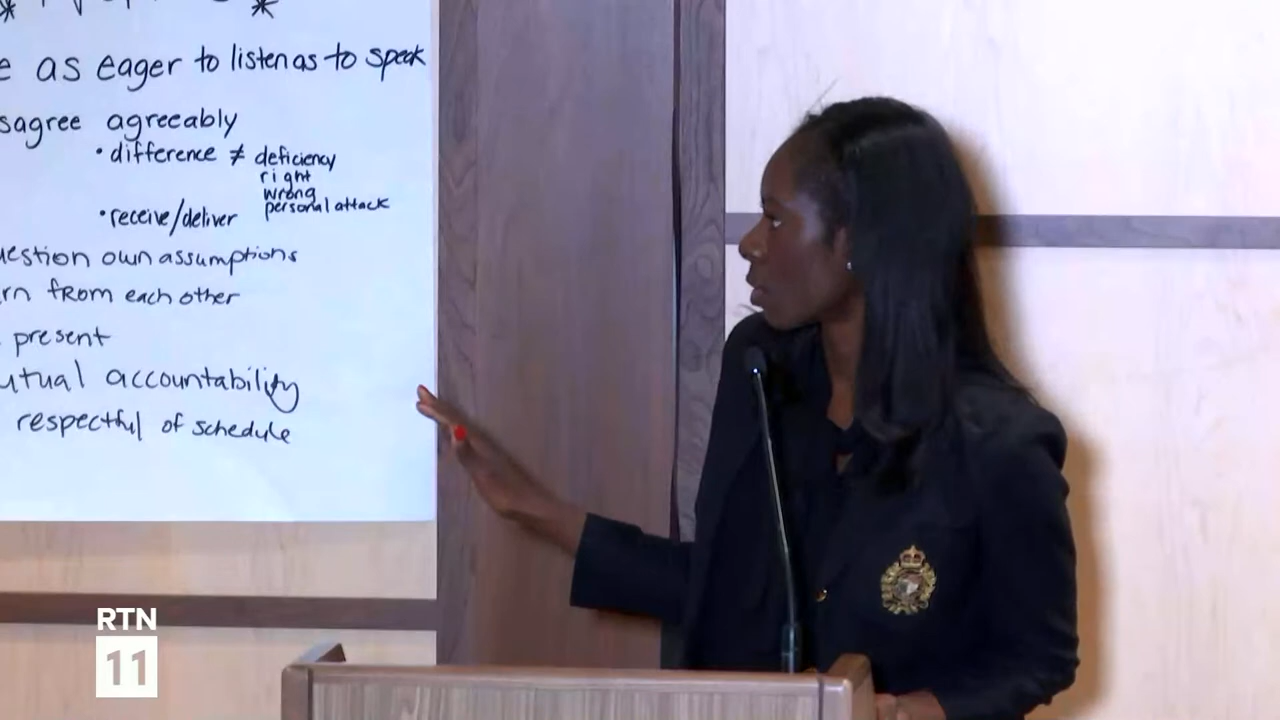 e as eager to listen as to speak
sagree agreeably
• difference ≠ deficiency
right
wrong
personal attack
• receive/deliver
uestion own assumptions
rn from each other
present
utual accountability
respectful of schedule
RTN
11